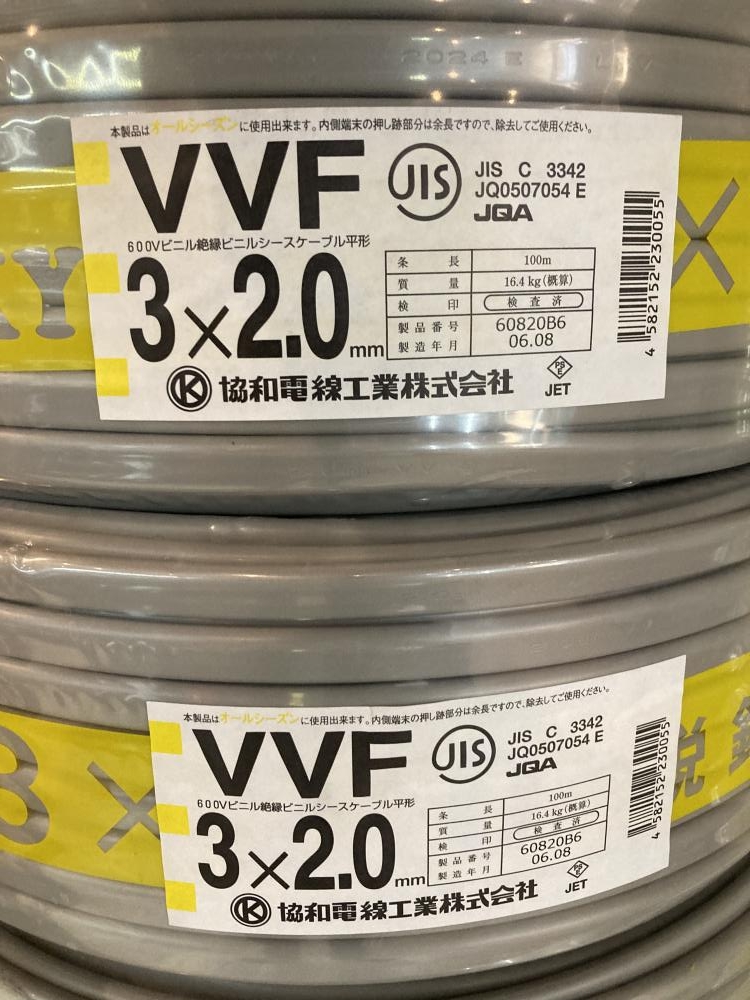 2024 E
本製品はオールシーズンに使用出来ます。内側端末の押し跡部分は余長ですので、除去してご使用ください。
VVF
JIS
JIS C 3342
JQ0507054 E
JQA
600Vビニル絶縁ビニルシースケーブル平形
3×2.0mm
条長 100m
質量 16.4kg(概算)
検印 検査済
製品番号 60820B6
製造年月 06.08
K 協和電線工業株式会社
PSE
JET
4582152230055
×
KY
本製品はオールシーズンに使用出来ます。内側端末の押し跡部分は余長ですので、除去してご使用ください。
VVF
JIS
JIS C 3342
JQ0507054 E
JQA
600Vビニル絶縁ビニルシースケーブル平形
3×2.0mm
条長 100m
質量 16.4kg(概算)
検印 検査済
製品番号 60820B6
製造年月 06.08
K 協和電線工業株式会社
PSE
JET
4582152230055
3×